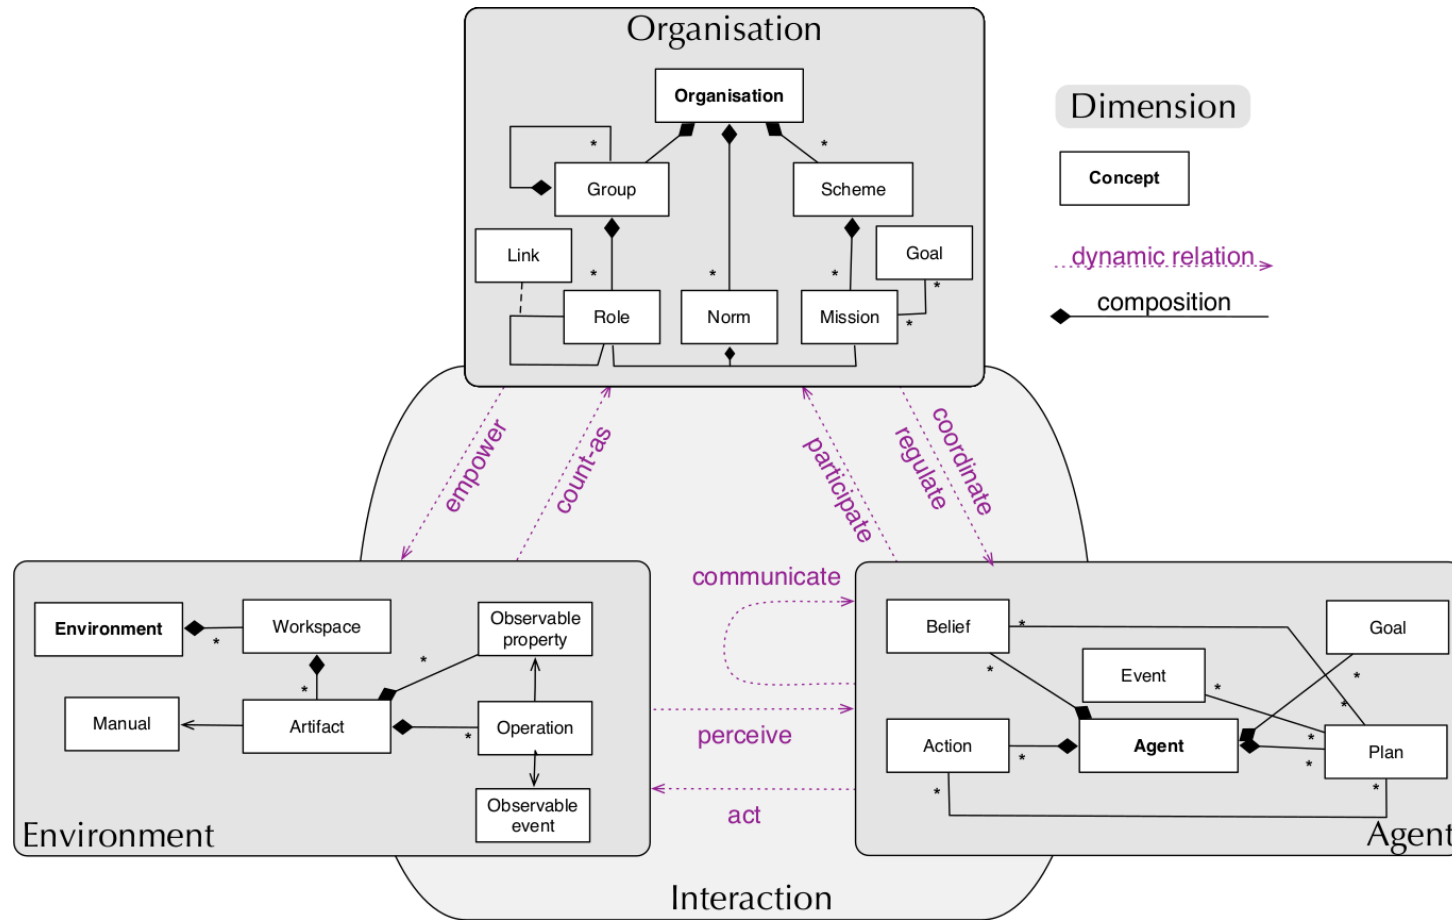 Organisation
Organisation
*
*
Group
Scheme
Link
Goal
*
*
*
*
*
Role
Norm
Mission
Dimension
Concept
dynamic relation
composition
empower
count-as
participate
regulate
coordinate
communicate
perceive
act
Environment
*
Workspace
Observable
property
*
*
Manual
Artifact
*
Operation
Observable
event
Environment
Belief
*
Goal
*
Event
*
*
*
*
Action
*
Agent
*
Plan
*
*
Agent
Interaction